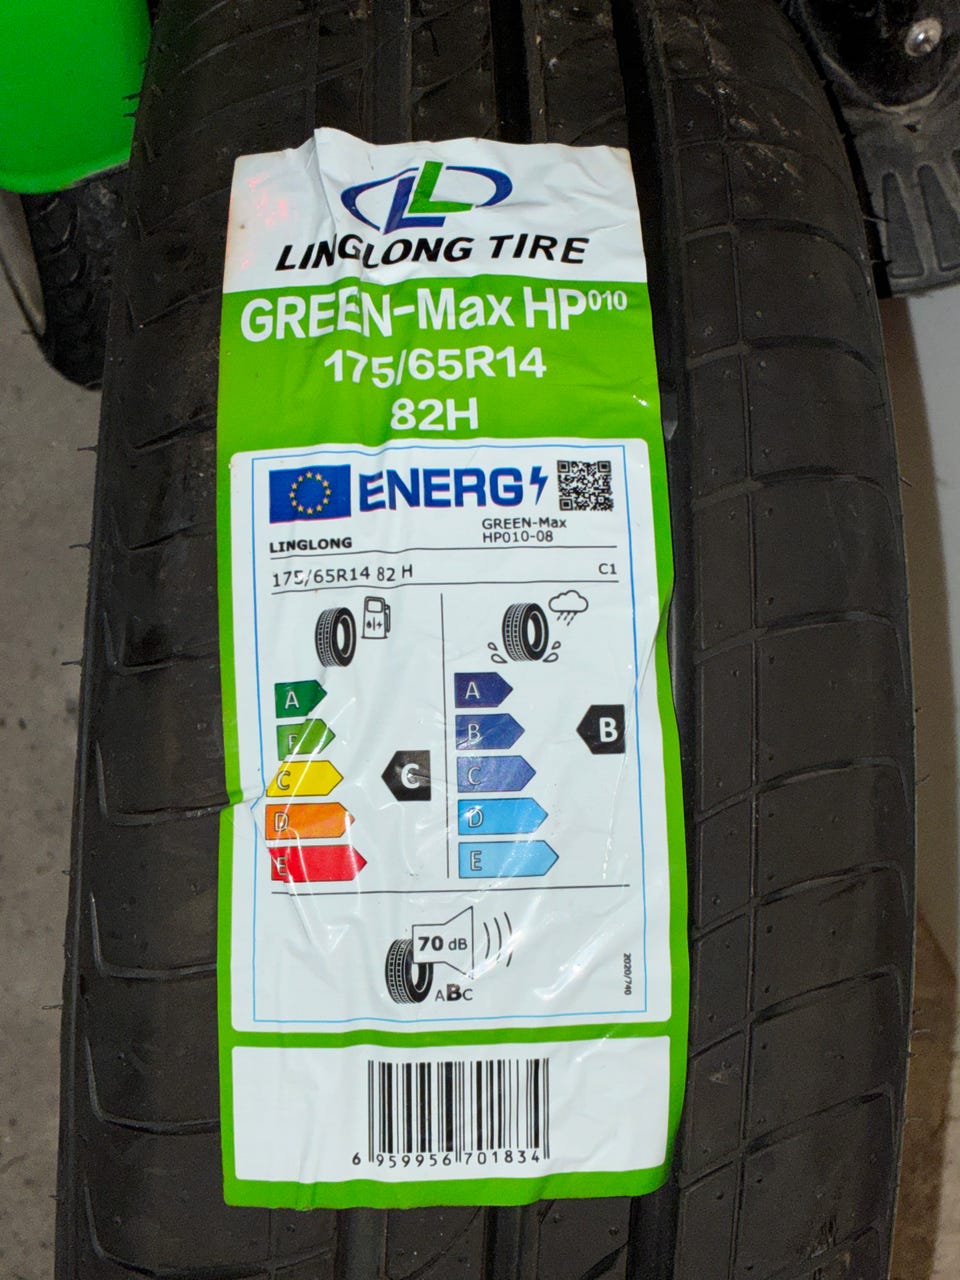 LL
LINGLONG TIRE
GREEN-Max HP010
175/65R14
82H
ENERG
GREEN-Max
LINGLONG HP010-08
175/65R14 82 H C1
A A
B B B
C C C
D D
E E
70 dB
ABC
2020/740
6 959956 701834